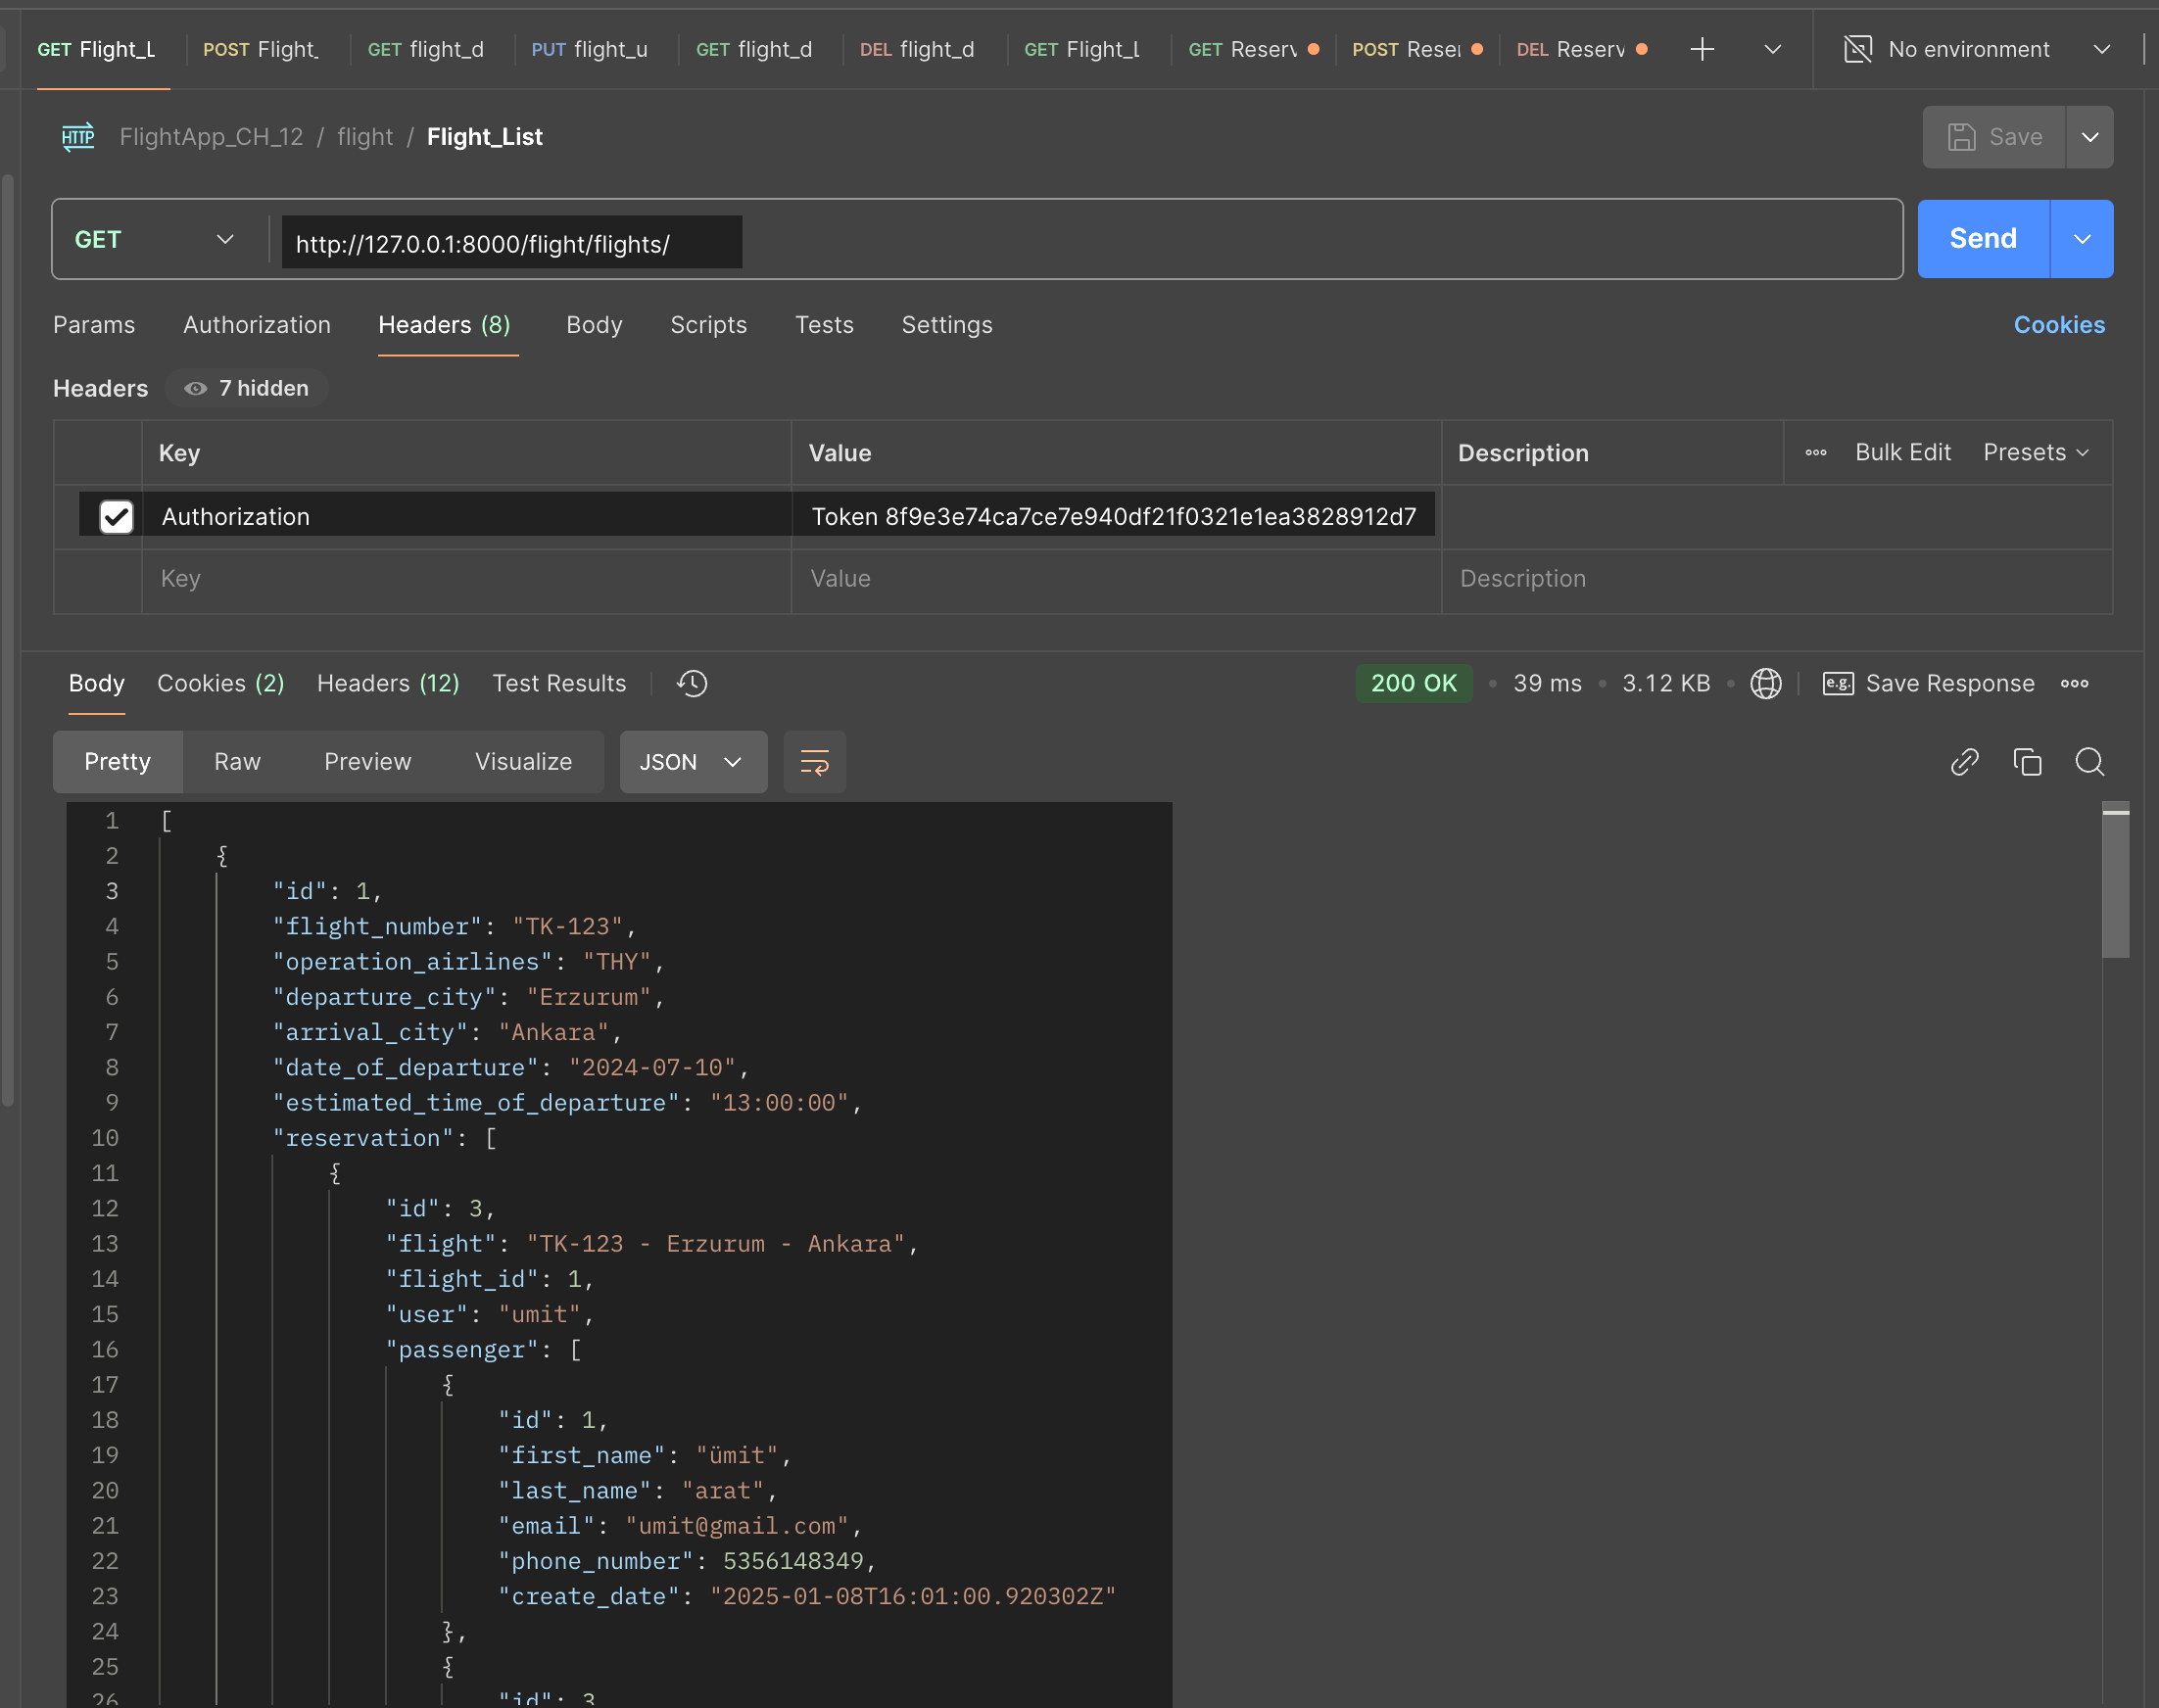 GET Flight_L POST Flight_ GET flight_d PUT flight_u GET flight_d DEL flight_d GET Flight_L GET Reserv POST Reser DEL Reserv No environment
HTTP FlightApp_CH_12 / flight / Flight_List Save
GET http://127.0.0.1:8000/flight/flights/ Send
Params Authorization Headers (8) Body Scripts Tests Settings Cookies
Headers 7 hidden
Key Value Description Bulk Edit Presets
Authorization Token 8f9e3e74ca7ce7e940df21f0321e1ea3828912d7
Key Value Description
Body Cookies (2) Headers (12) Test Results 200 OK • 39 ms • 3.12 KB • e.g. Save Response
Pretty Raw Preview Visualize JSON
1 [
2 {
3 "id": 1,
4 "flight_number": "TK-123",
5 "operation_airlines": "THY",
6 "departure_city": "Erzurum",
7 "arrival_city": "Ankara",
8 "date_of_departure": "2024-07-10",
9 "estimated_time_of_departure": "13:00:00",
10 "reservation": [
11 {
12 "id": 3,
13 "flight": "TK-123 - Erzurum - Ankara",
14 "flight_id": 1,
15 "user": "umit",
16 "passenger": [
17 {
18 "id": 1,
19 "first_name": "ümit",
20 "last_name": "arat",
21 "email": "umit@gmail.com",
22 "phone_number": 5356148349,
23 "create_date": "2025-01-08T16:01:00.920302Z"
24 },
25 {
26 "id": 3